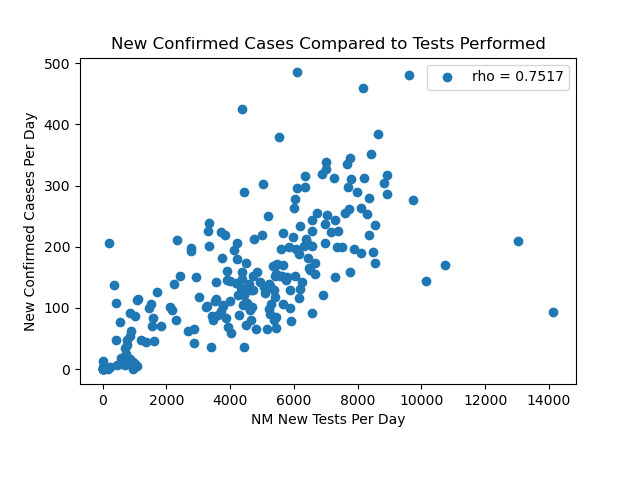 New Confirmed Cases Compared to Tests Performed
rho = 0.7517
500
400
300
200
100
0
New Confirmed Caeses Per Day
0 2000 4000 6000 8000 10000 12000 14000
NM New Tests Per Day